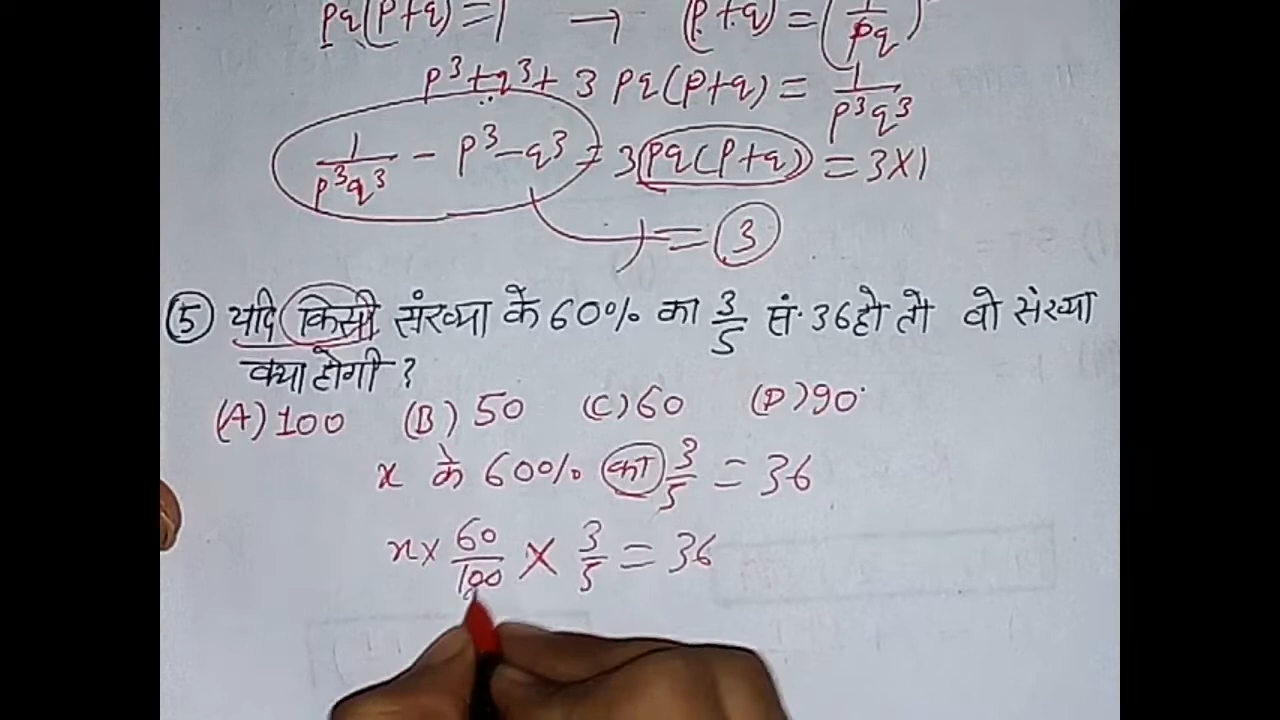 pq(p+q)=1 → (p+q)=(1/pq)
p³+q³+3pq(p+q)=1/p³q³
1/p³q³ - p³-q³ = 3pq(p+q) = 3×1
= 3
(5) यदि किसी संख्या के 60% का 3/5 सं. 36 हो तो वो संख्या
क्या होगी?
(A) 100 (B) 50 (C) 60 (D) 90
x के 60% का 3/5 = 36
x × 60/100 × 3/5 = 36